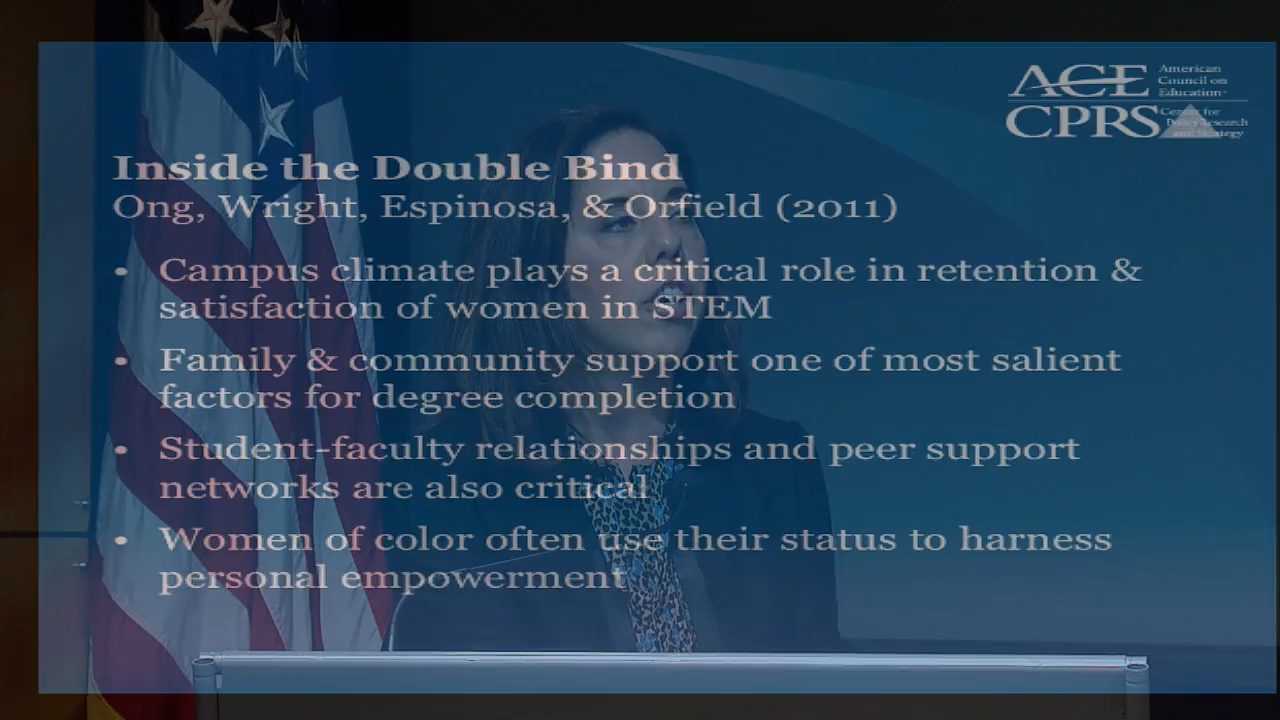 ACE
American
Council on
Education
CPRS
Center for
Policy Research
and Strategy
Inside the Double Bind
Ong, Wright, Espinosa, & Orfield (2011)
• Campus climate plays a critical role in retention &
satisfaction of women in STEM
• Family & community support one of most salient
factors for degree completion
• Student-faculty relationships and peer support
networks are also critical
• Women of color often use their status to harness
personal empowerment